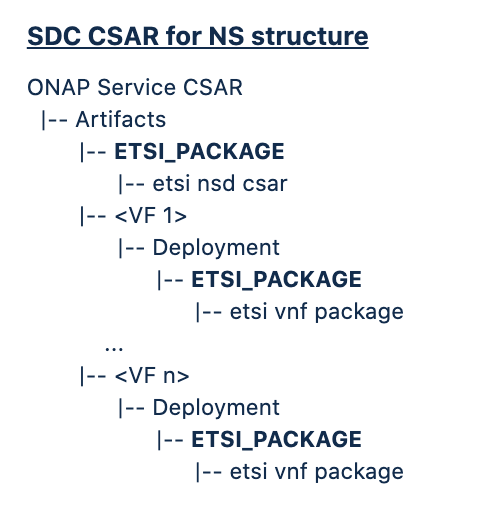 SDC CSAR for NS structure
ONAP Service CSAR
|-- Artifacts
|-- ETSI_PACKAGE
|-- etsi nsd csar
|-- <VF 1>
|-- Deployment
|-- ETSI_PACKAGE
|-- etsi vnf package
...
|-- <VF n>
|-- Deployment
|-- ETSI_PACKAGE
|-- etsi vnf package